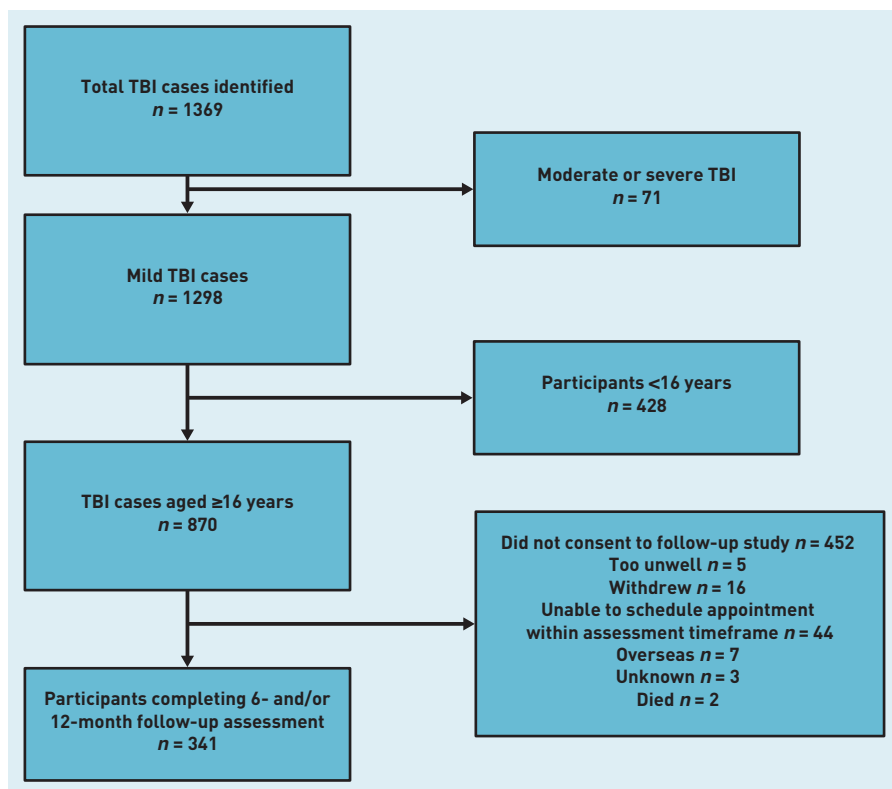 Total TBI cases identified
n = 1369
Moderate or severe TBI
n = 71
Mild TBI cases
n = 1298
Participants <16 years
n = 428
TBI cases aged ≥16 years
n = 870
Did not consent to follow-up study n = 452
Too unwell n = 5
Withdrew n = 16
Unable to schedule appointment
within assessment timeframe n = 44
Overseas n = 7
Unknown n = 3
Died n = 2
Participants completing 6- and/or
12-month follow-up assessment
n = 341